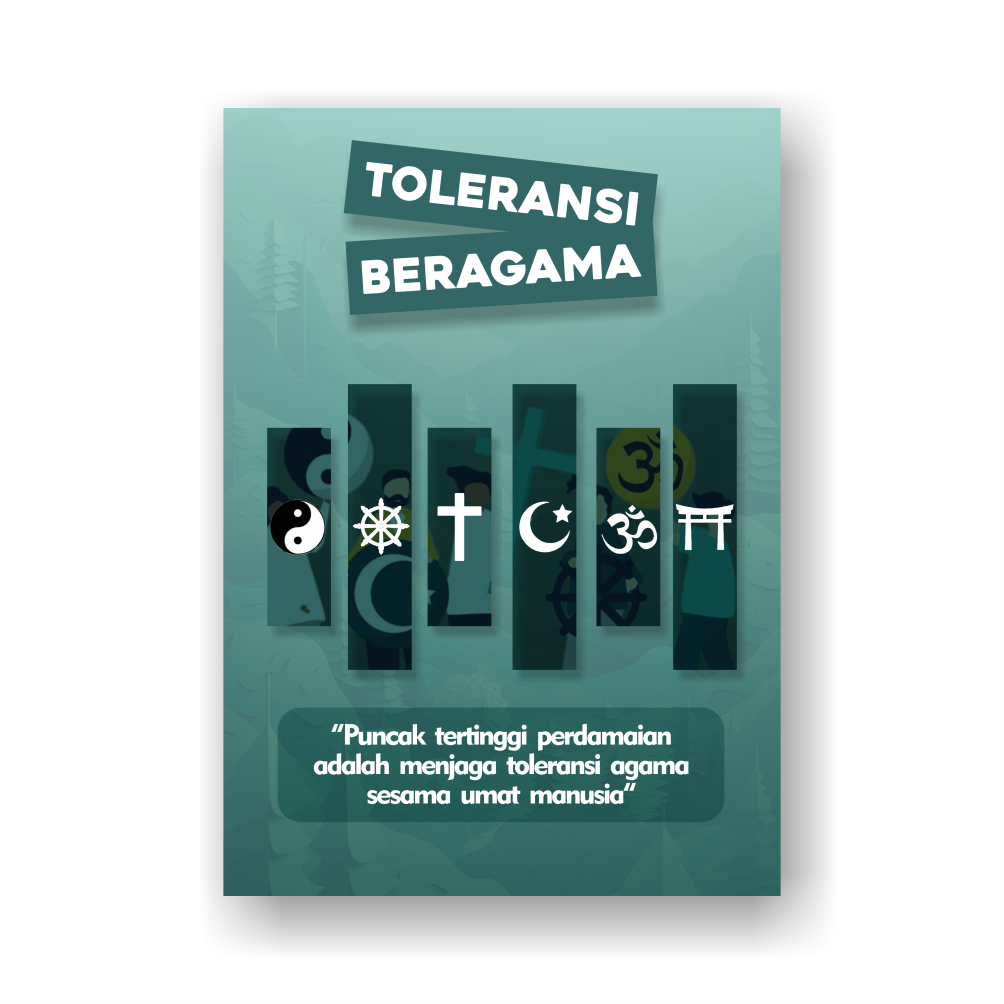 TOLERANSI
BERAGAMA
“Puncak tertinggi perdamaian
adalah menjaga toleransi agama
sesama umat manusia“